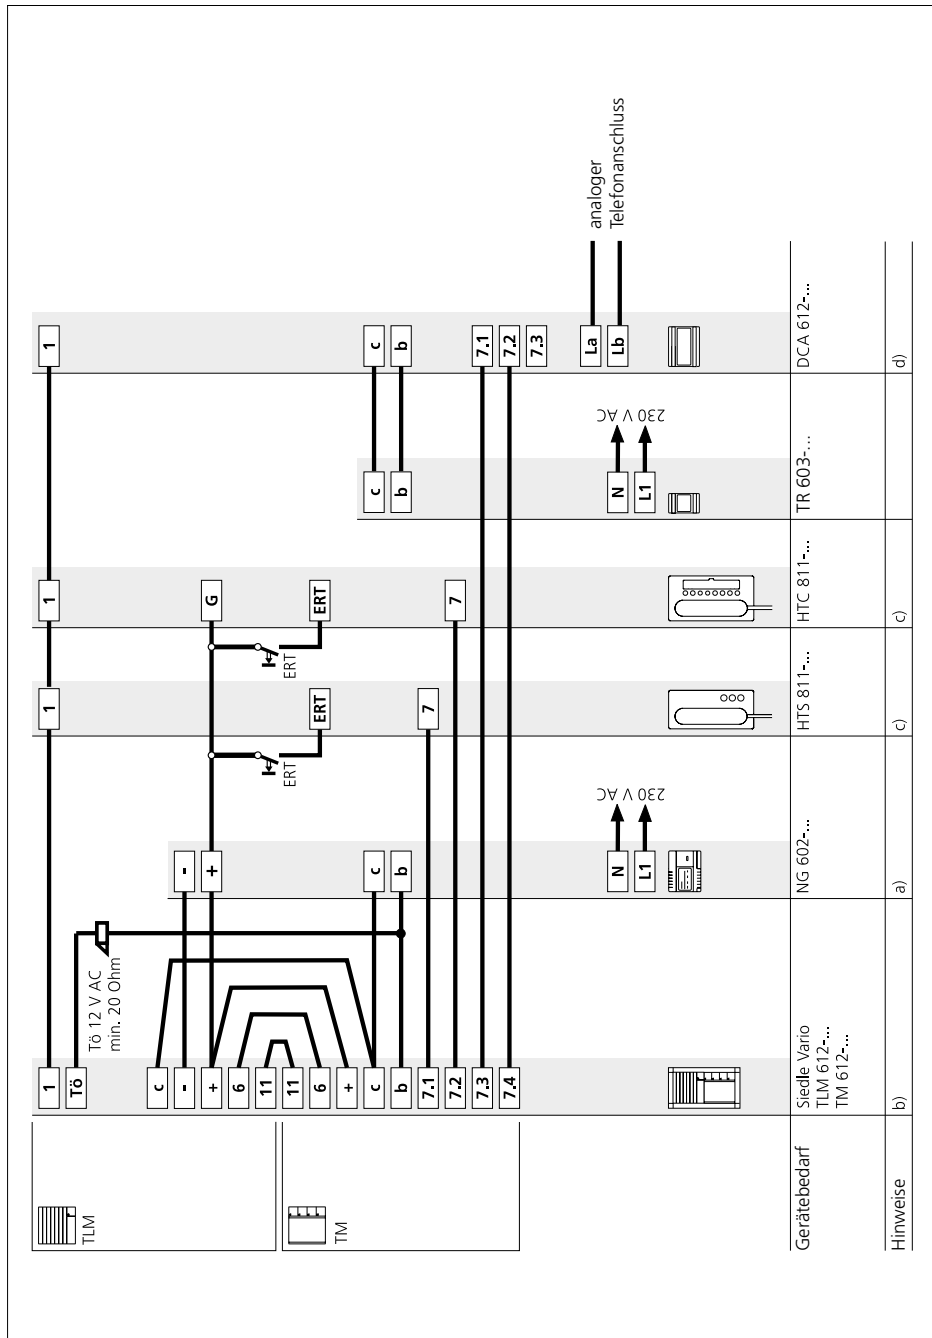 1 1 1 1
Tö
TLM
Tö 12 V AC
min. 20 Ohm
c
- -
+ + G
6
11
ERT ERT
11
6 ERT ERT
TM
+
c c c c
b b b b
7.1 7
7.2 7
7.3 7.1
7.4 7.2
7.3
La analoger
Lb Telefonanschluss
N N
230 V AC 230 V AC
L1 L1
Gerätebedarf
Siedle Vario
TLM 612-...
TM 612-...
NG 602-...
HTS 811-...
HTC 811-...
TR 603-...
DCA 612-...
Hinweise b) a) c) c) d)